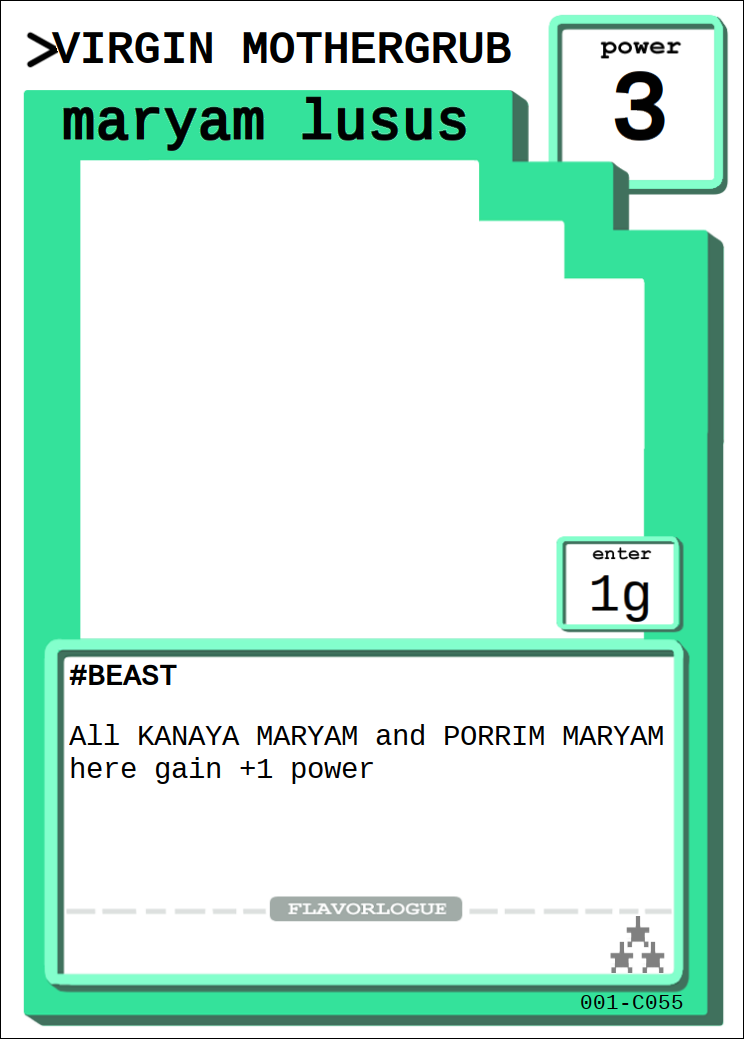 >VIRGIN MOTHERGRUB
power
3
maryam lusus
enter
1g
#BEAST
All KANAYA MARYAM and PORRIM MARYAM
here gain +1 power
FLAVORLOGUE
001-C055